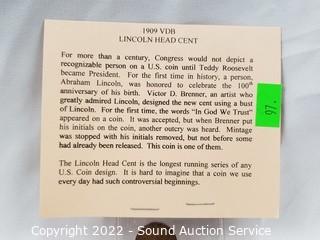 1909 VDB
LINCOLN HEAD CENT
For more than a century, Congress would not depict a
recognizable person on a U.S. coin until Teddy Roosevelt
became President. For the first time in history, a person,
Abraham Lincoln, was honored to celebrate the 100th
anniversary of his birth. Victor D. Brenner, an artist who
greatly admired Lincoln, designed the new cent using a bust
of Lincoln. For the first time, the words "In God We Trust"
appeared on a coin. It was accepted, but when Brenner put
his initials on the coin, another outcry was heard. Mintage
was stopped with his initials removed, but not before some
had already been released. This coin is one of them.
The Lincoln Head Cent is the longest running series of any
U.S. Coin design. It is hard to imagine that a coin we use
every day had such controversial beginnings.
97.
Copyright 2022 - Sound Auction Service